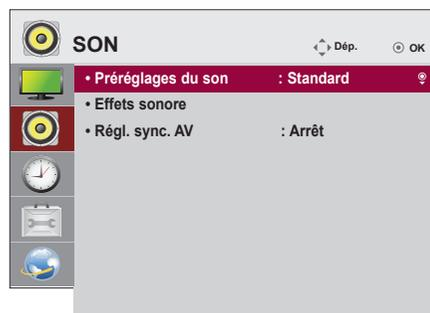 SON
Dép.
OK
• Préréglages du son : Standard
• Effets sonore
• Régl. sync. AV : Arrêt